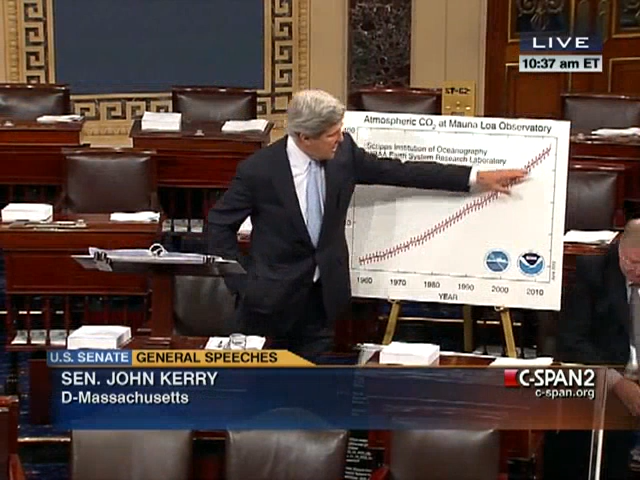 LIVE
10:37 am ET
Atmospheric CO₂ at Mauna Loa Observatory
Scripps Institution of Oceanography
NOAA Earth System Research Laboratory
1960 1970 1980 1990 2000 2010
YEAR
U.S. SENATE GENERAL SPEECHES
SEN. JOHN KERRY
D-Massachusetts
C-SPAN2
c-span.org